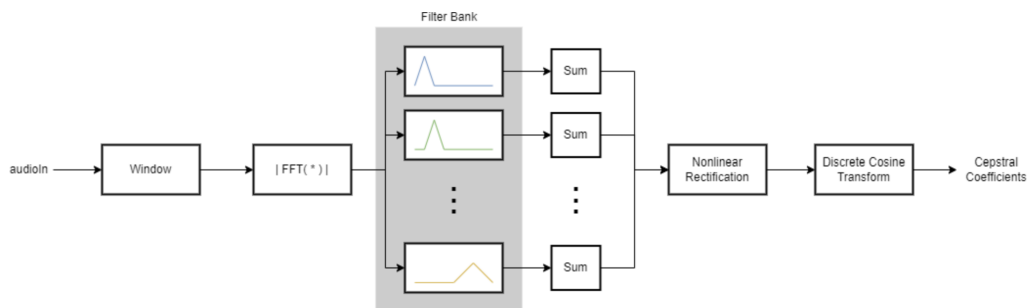 Filter Bank
audioIn
Window
| FFT( * ) |
Sum
Sum
Sum
Nonlinear
Rectification
Discrete Cosine
Transform
Cepstral
Coefficients